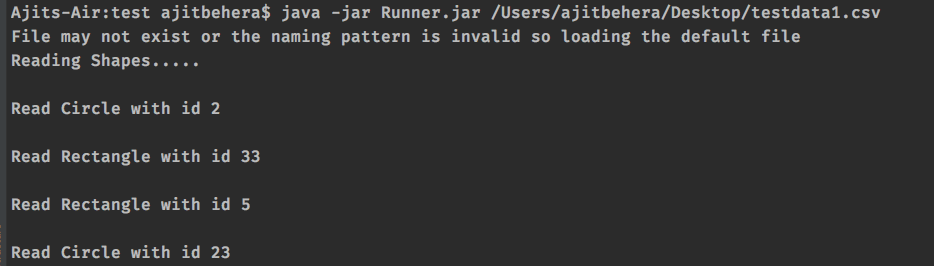 Ajits-Air:test ajitbehera$ java -jar Runner.jar /Users/ajitbehera/Desktop/testdata1.csv
File may not exist or the naming pattern is invalid so loading the default file
Reading Shapes.....
Read Circle with id 2
Read Rectangle with id 33
Read Rectangle with id 5
Read Circle with id 23